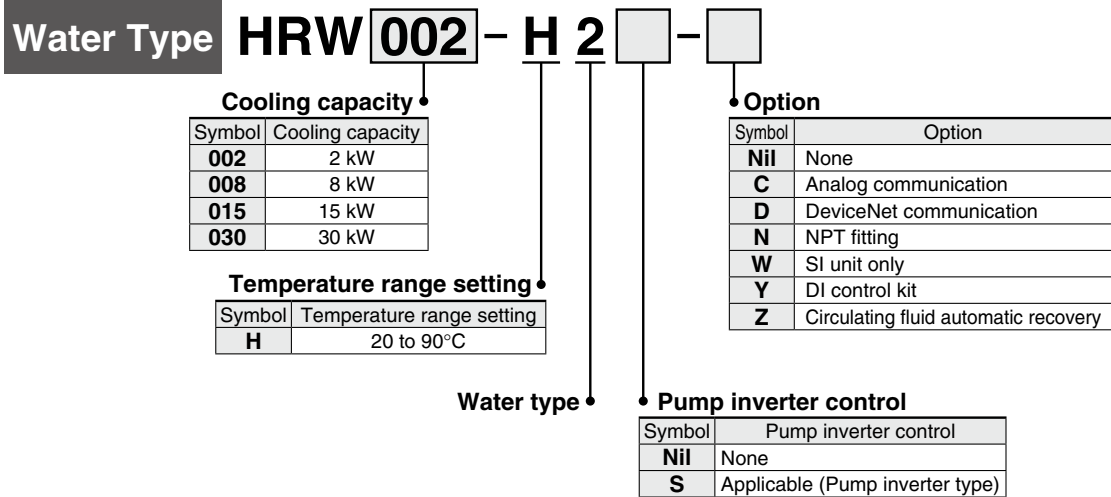 Water Type HRW 002 – H 2 –
Cooling capacity
Symbol Cooling capacity
002 2 kW
008 8 kW
015 15 kW
030 30 kW
Temperature range setting
Symbol Temperature range setting
H 20 to 90°C
Water type
Pump inverter control
Symbol Pump inverter control
Nil None
S Applicable (Pump inverter type)
Option
Symbol Option
Nil None
C Analog communication
D DeviceNet communication
N NPT fitting
W SI unit only
Y DI control kit
Z Circulating fluid automatic recovery